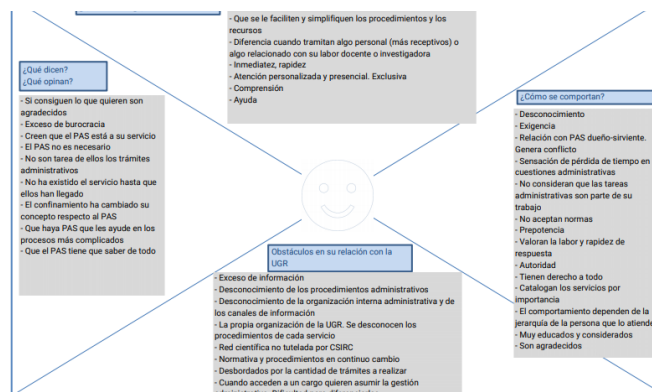 - Que se le faciliten y simplifiquen los procedimientos y los
recursos
- Diferencia cuando tramitan algo personal (más receptivos) o
algo relacionado con su labor docente o investigadora
- Inmediatez, rapidez
- Atención personalizada y presencial. Exclusiva
- Comprensión
- Ayuda
¿Qué dicen?
¿Qué opinan?
- Si consiguen lo que quieren son
agradecidos
- Exceso de burocracia
- Creen que el PAS está a su servicio
- El PAS no es necesario
- No son tarea de ellos los trámites
administrativos
- No ha existido el servicio hasta que
ellos han llegado
- El confinamiento ha cambiado su
concepto respecto al PAS
- Que haya PAS que les ayude en los
procesos más complicados
- Que el PAS tiene que saber de todo
¿Cómo se comportan?
- Desconocimiento
- Exigencia
- Relación con PAS dueño-sirviente.
Genera conflicto
- Sensación de pérdida de tiempo en
cuestiones administrativas
- No consideran que las tareas
administrativas son parte de su
trabajo
- No aceptan normas
- Prepotencia
- Valoran la labor y rapidez de
respuesta
- Autoridad
- Tienen derecho a todo
- Catalogan los servicios por
importancia
- El comportamiento dependen de la
jerarquía de la persona que lo atiende
- Muy educados y considerados
- Son agradecidos
Obstáculos en su relación con la
UGR
- Exceso de información
- Desconocimiento de los procedimientos administrativos
- Desconocimiento de la organización interna administrativa y de
los canales de información
- La propia organización de la UGR. Se desconocen los
procedimientos de cada servicio
- Red científica no tutelada por CSIRC
- Normativa y procedimientos en continuo cambio
- Desbordados por la cantidad de trámites a realizar
- Cuando acceden a un cargo quieren asumir la gestión